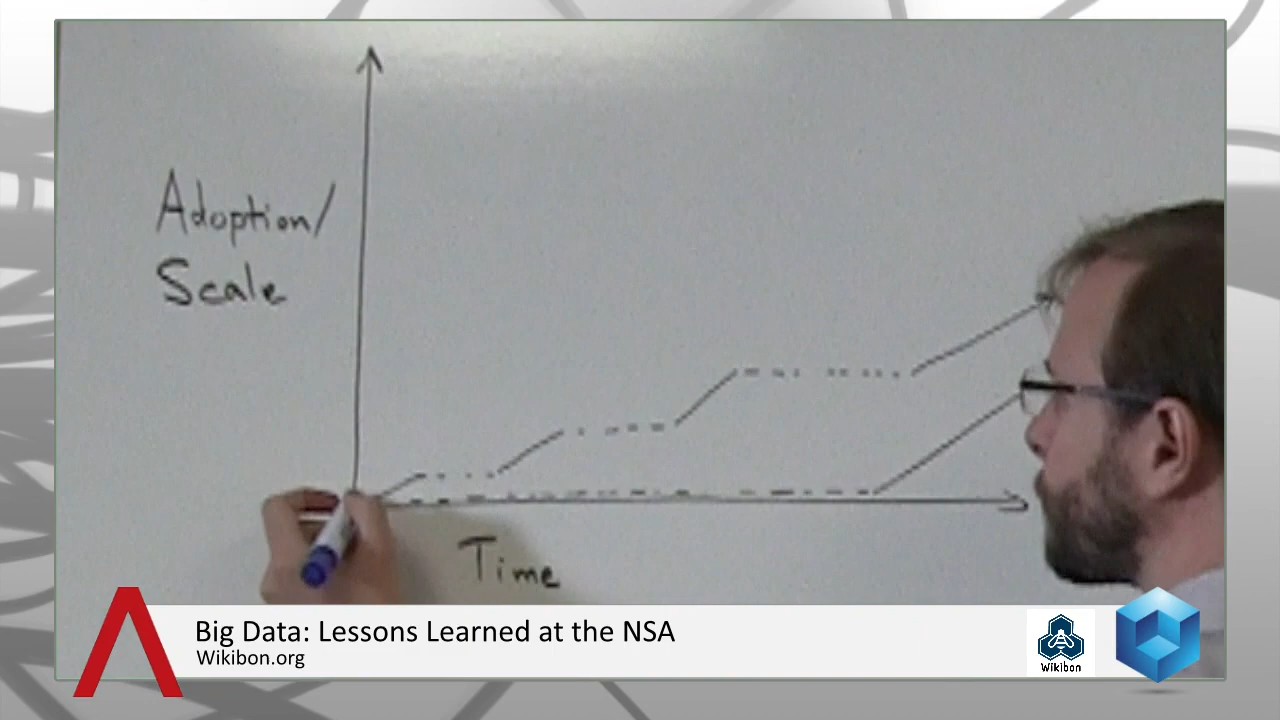 Adoption/
Scale
Time
Big Data: Lessons Learned at the NSA
Wikibon.org
Wikibon